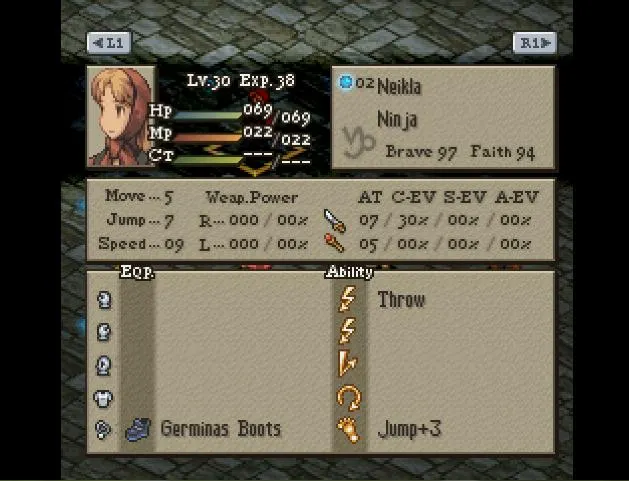 L1 R1
Lv.30 Exp.38
Hp 069/069
Mp 022/022
CT ---/---
02 Neikla
Ninja
Brave 97 Faith 94
Move... 5 Weap.Power AT C-EV S-EV A-EV
Jump... 7 R... 000 / 00% 07 / 30% / 00% / 00%
Speed... 09 L... 000 / 00% 05 / 00% / 00% / 00%
Eqp. Ability
Throw
Germinas Boots Jump+3